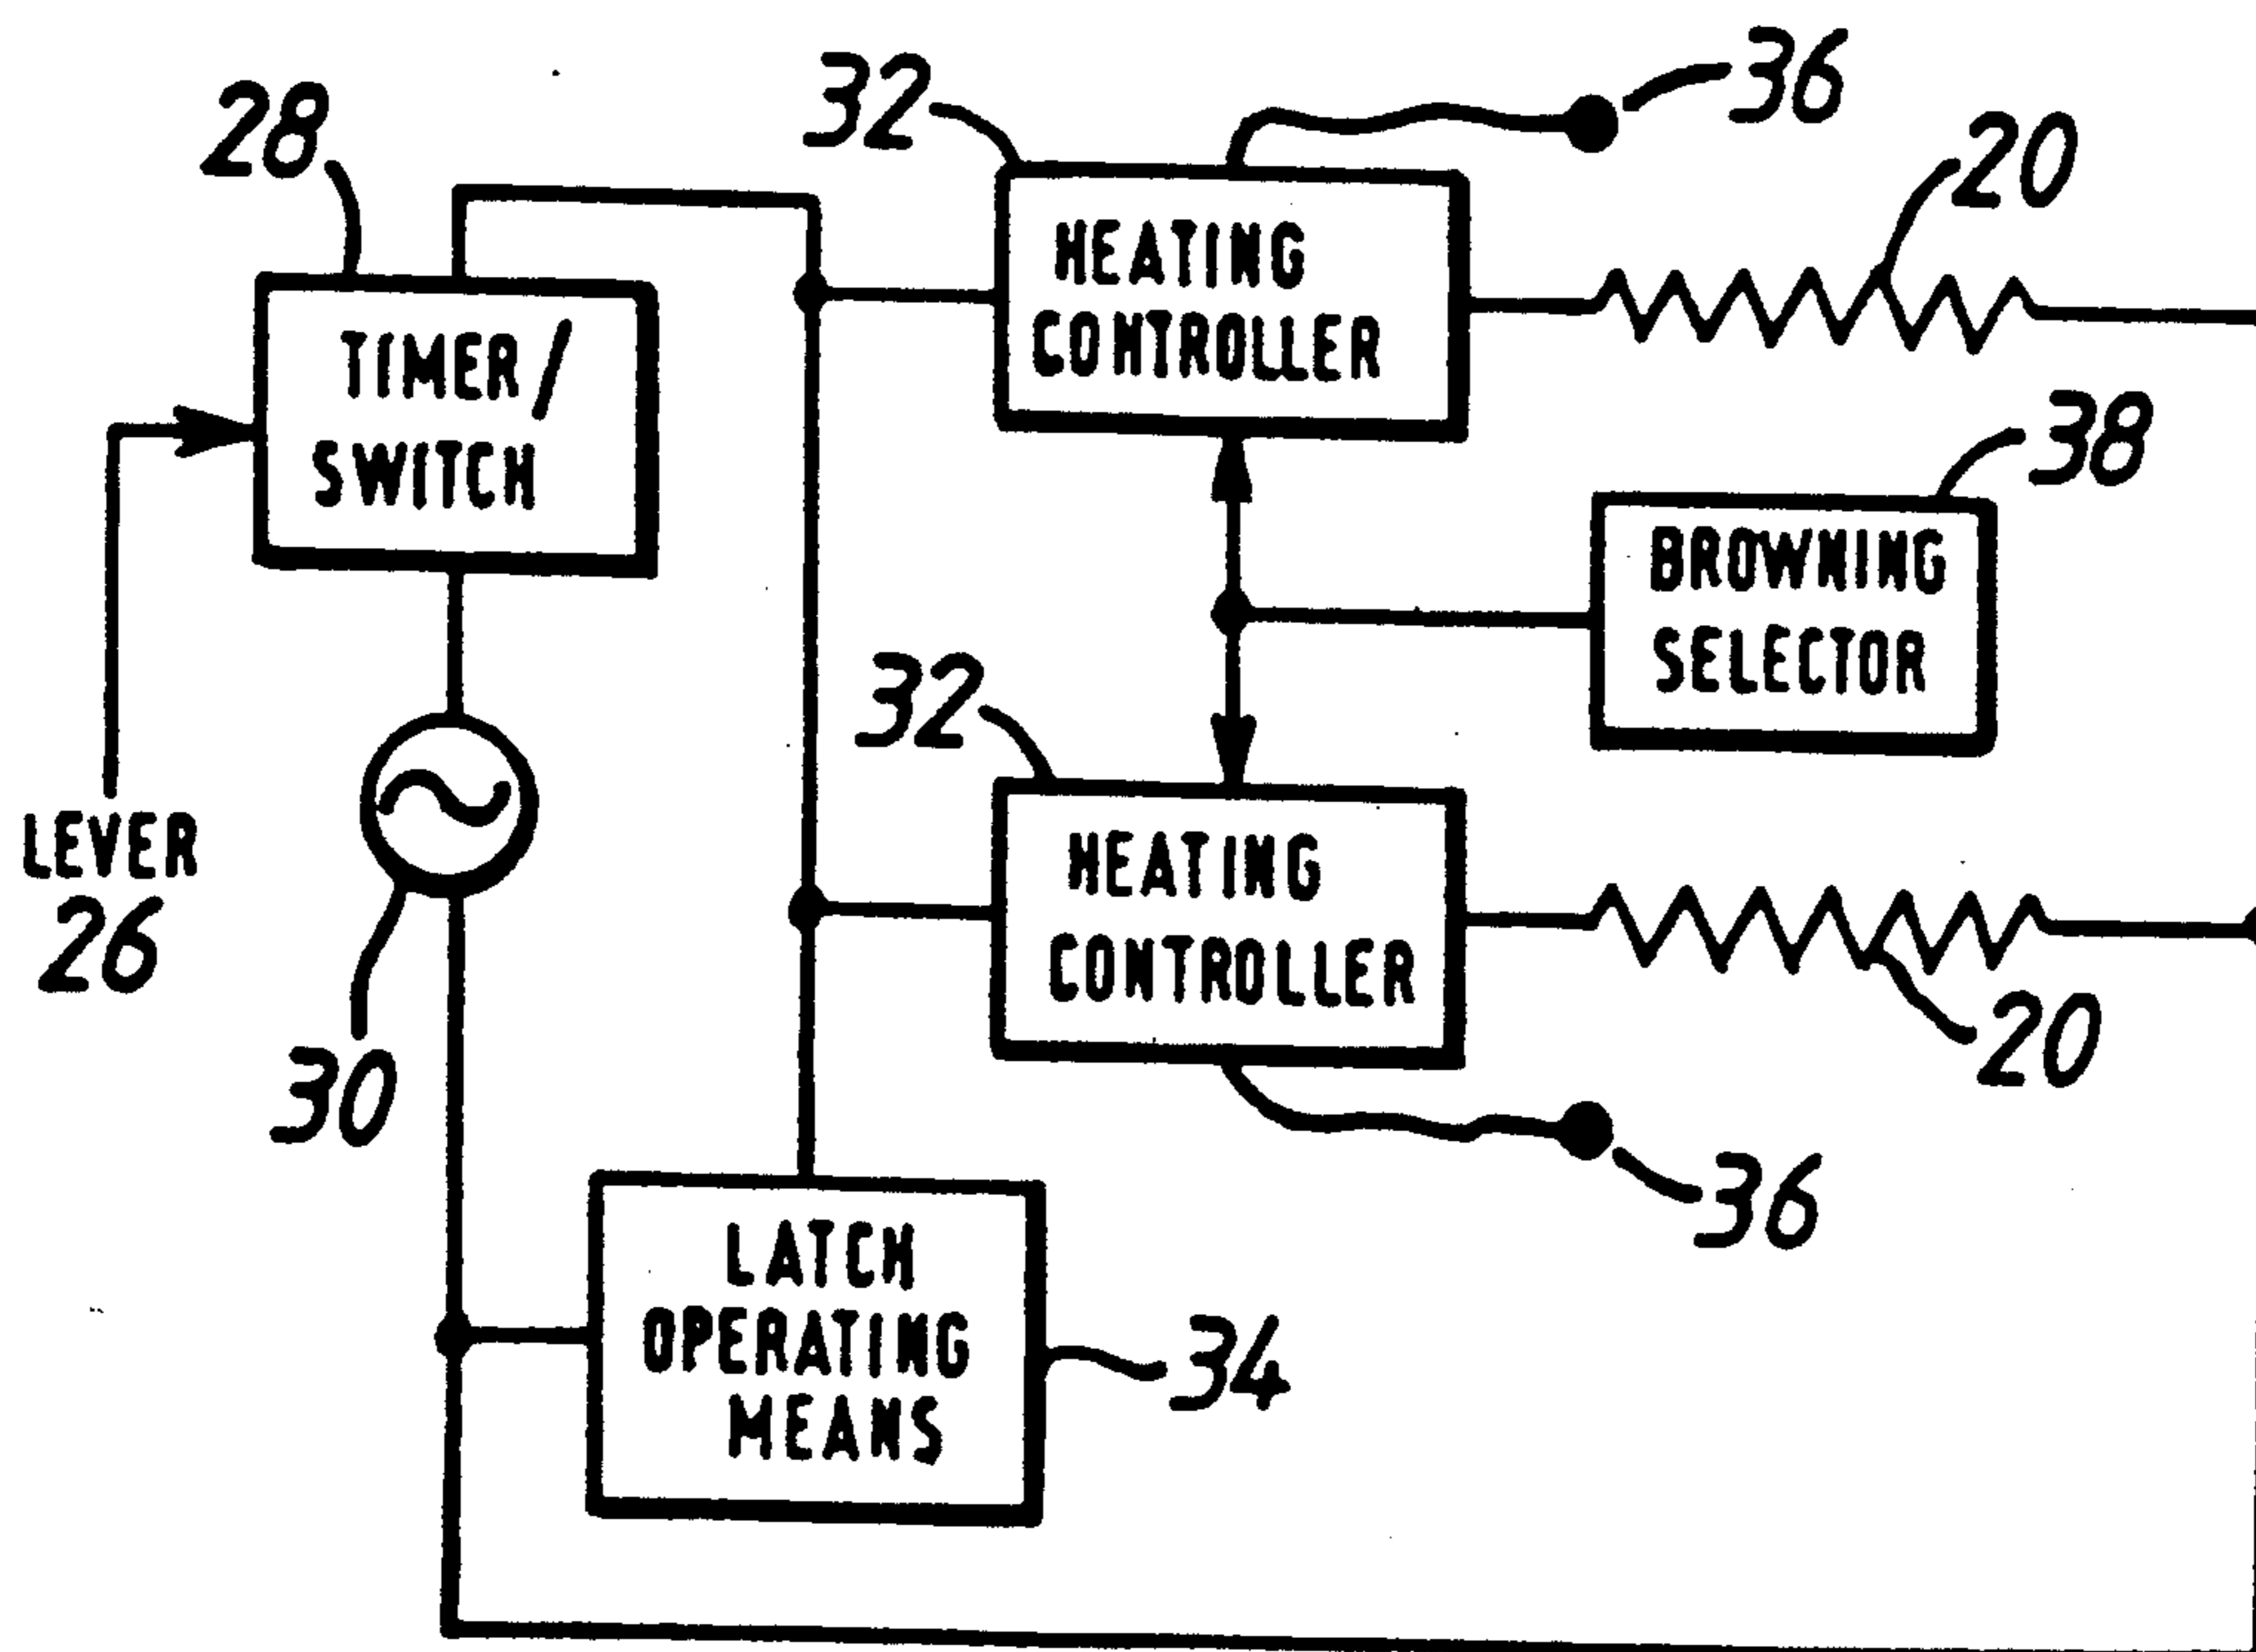 28
32
36
20
HEATING
CONTROLLER
TIMER/
SWITCH
38
BROWNING
SELECTOR
32
LEVER
26
HEATING
CONTROLLER
20
30
36
LATCH
OPERATING
MEANS
34